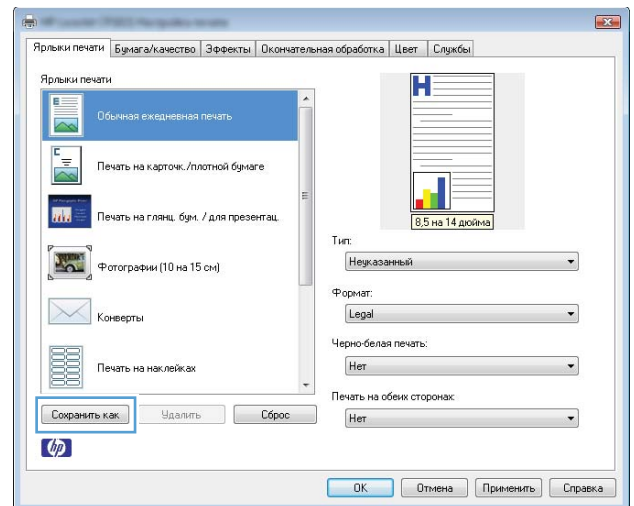 Ярлыки печати Бумага/качество Эффекты Окончательная обработка Цвет Службы
Ярлыки печати
Обычная ежедневная печать
Печать на карточк./плотной бумаге
Печать на глянц. бум. / для презентац.
Фотографии (10 на 15 см)
Конверты
Печать на наклейках
Сохранить как Удалить Сброс
hp
8,5 на 14 дюйма
Тип:
Неуказанный
Формат:
Legal
Черно-белая печать:
Нет
Печать на обеих сторонах:
Нет
OK Отмена Применить Справка